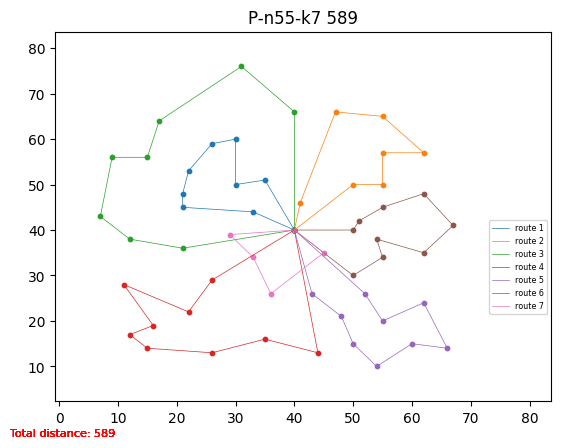 P-n55-k7 589
80
70
60
50
40
30
20
10
0 10 20 30 40 50 60 70 80
route 1
route 2
route 3
route 4
route 5
route 6
route 7
Total distance: 589